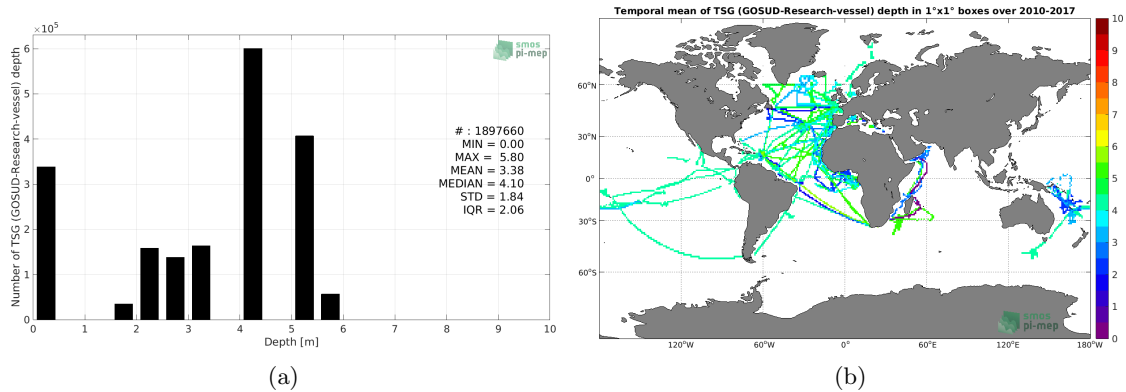 ×10⁵
6
5
4
3
2
1
0
Number of TSG (GOSUD-Research-vessel) depth
smos
pi-mep
# : 1897660
MIN = 0.00
MAX = 5.80
MEAN = 3.38
MEDIAN = 4.10
STD = 1.84
IQR = 2.06
0 1 2 3 4 5 6 7 8 9 10
Depth [m]
(a)
Temporal mean of TSG (GOSUD-Research-vessel) depth in 1°x1° boxes over 2010-2017
60°N
30°N
0°
30°S
60°S
120°W 60°W 0° 60°E 120°E 180°W
smos
pi-mep
10
9
8
7
6
5
4
3
2
1
0
(b)